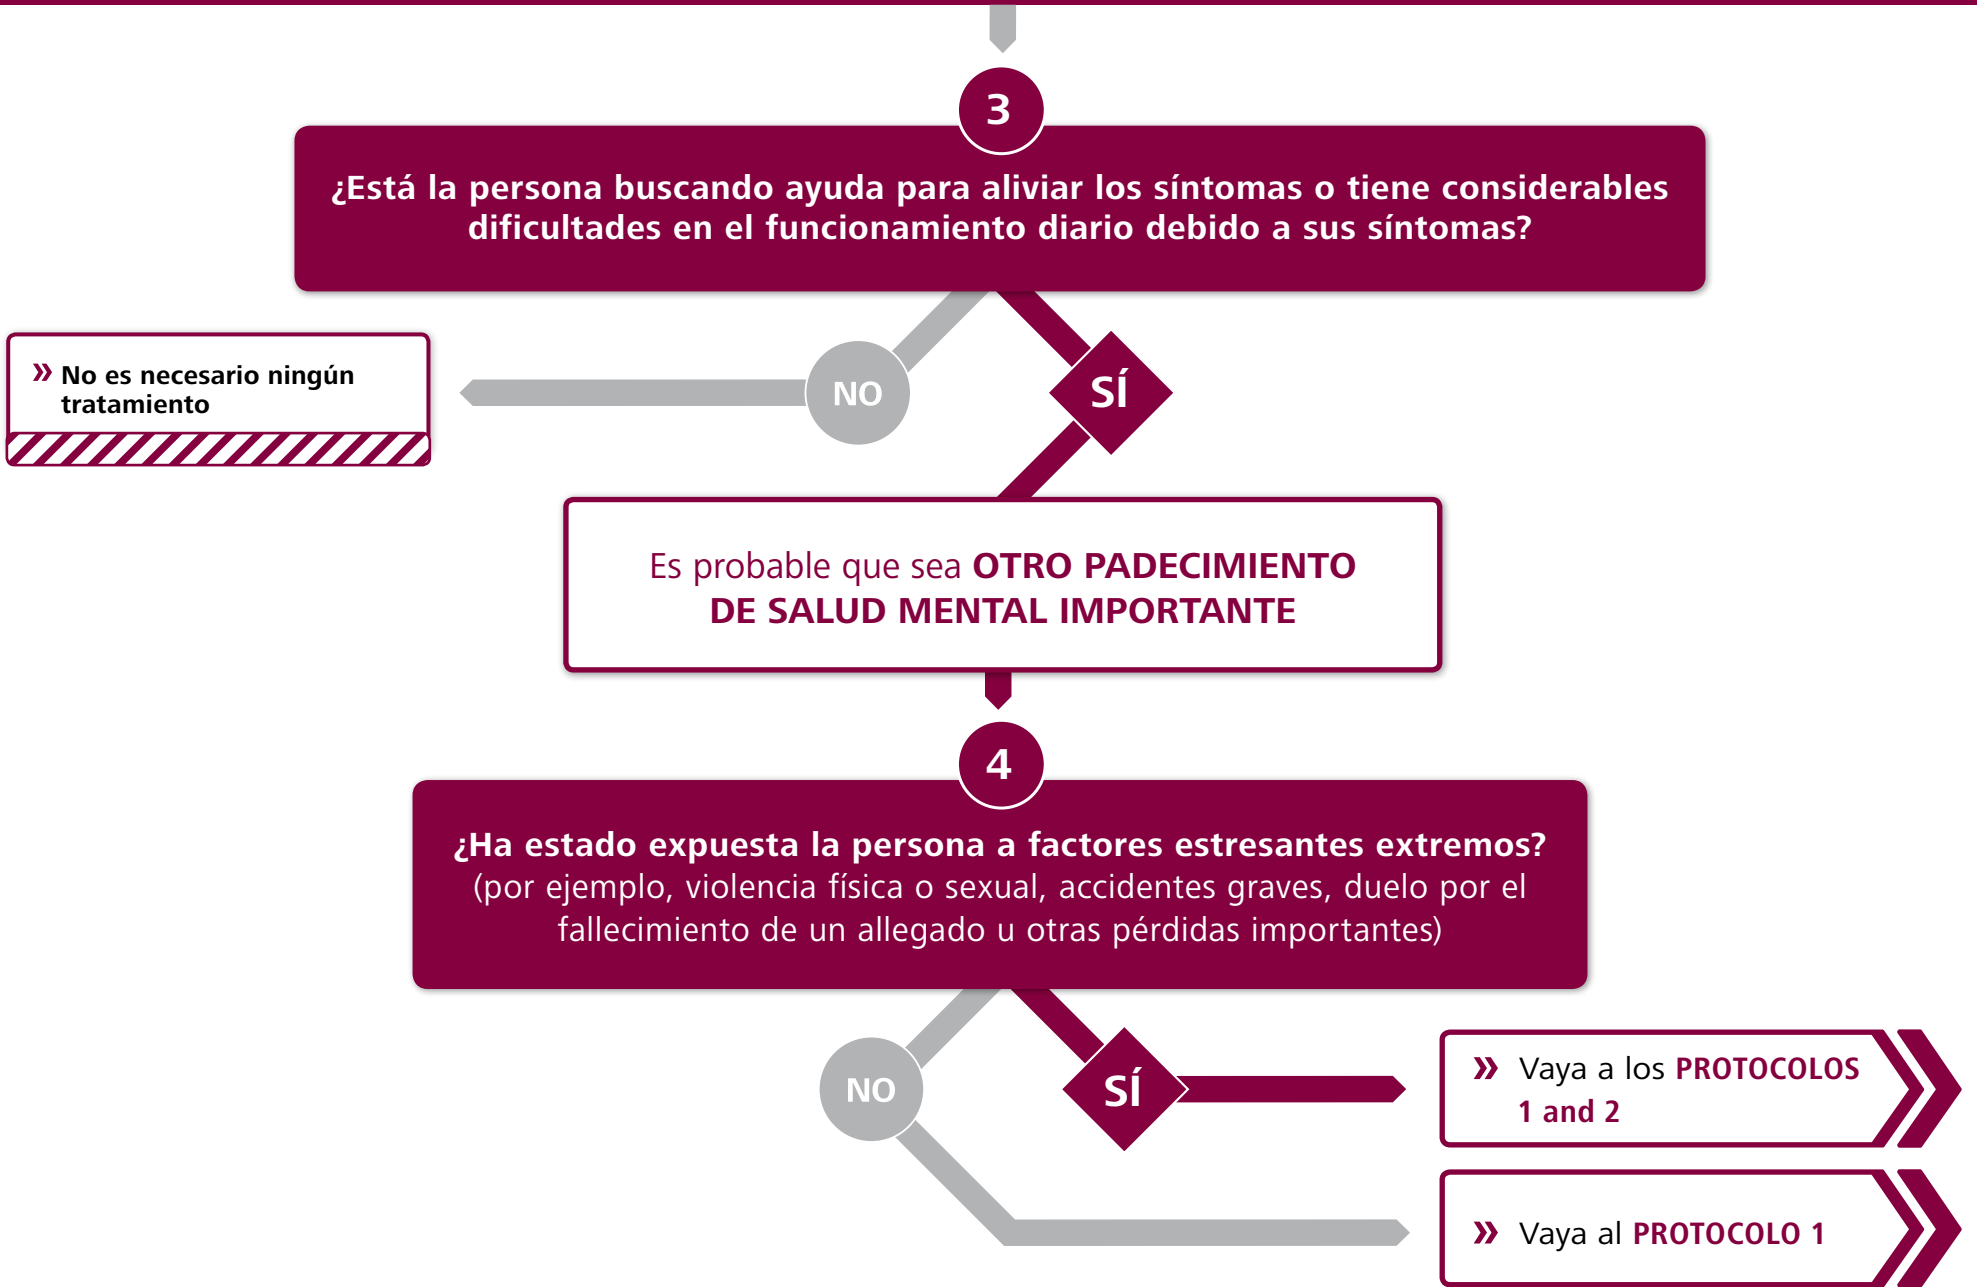 3
¿Está la persona buscando ayuda para aliviar los síntomas o tiene considerables
dificultades en el funcionamiento diario debido a sus síntomas?
» No es necesario ningún
tratamiento
NO
SÍ
Es probable que sea OTRO PADECIMIENTO
DE SALUD MENTAL IMPORTANTE
4
¿Ha estado expuesta la persona a factores estresantes extremos?
(por ejemplo, violencia física o sexual, accidentes graves, duelo por el
fallecimiento de un allegado u otras pérdidas importantes)
NO
SÍ
» Vaya a los PROTOCOLOS
1 and 2
» Vaya al PROTOCOLO 1